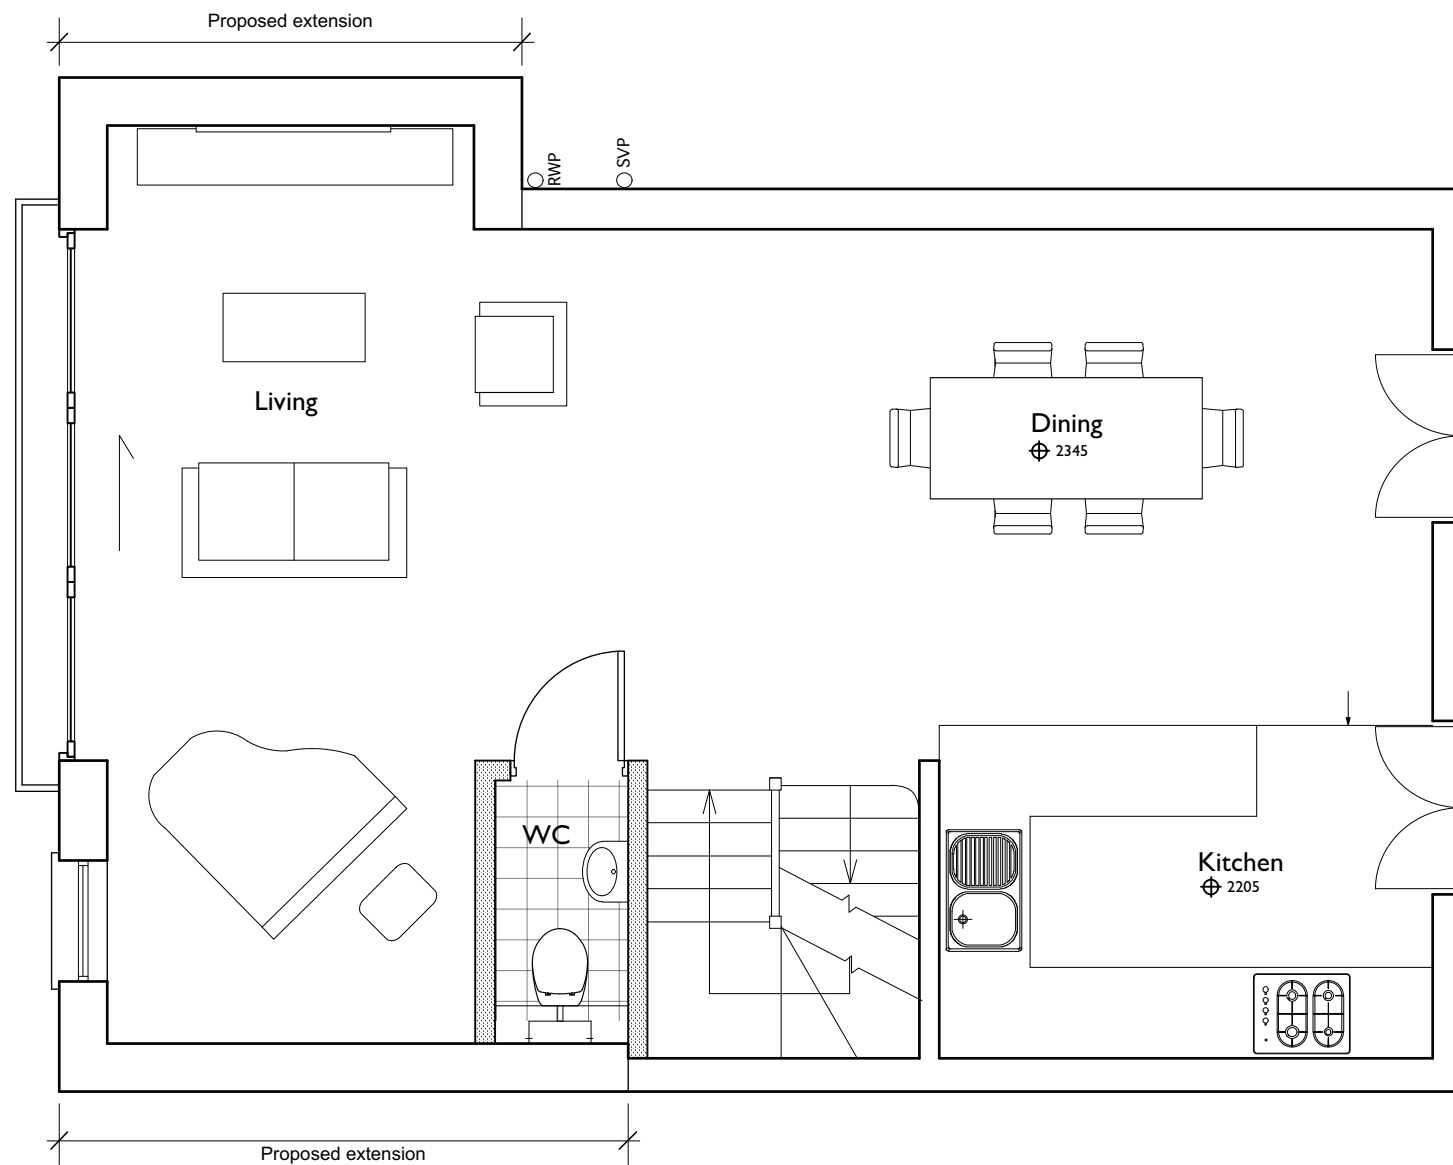 Proposed extension
RWP
SVP
Living
Dining
2345
WC
Kitchen
2205
Proposed extension